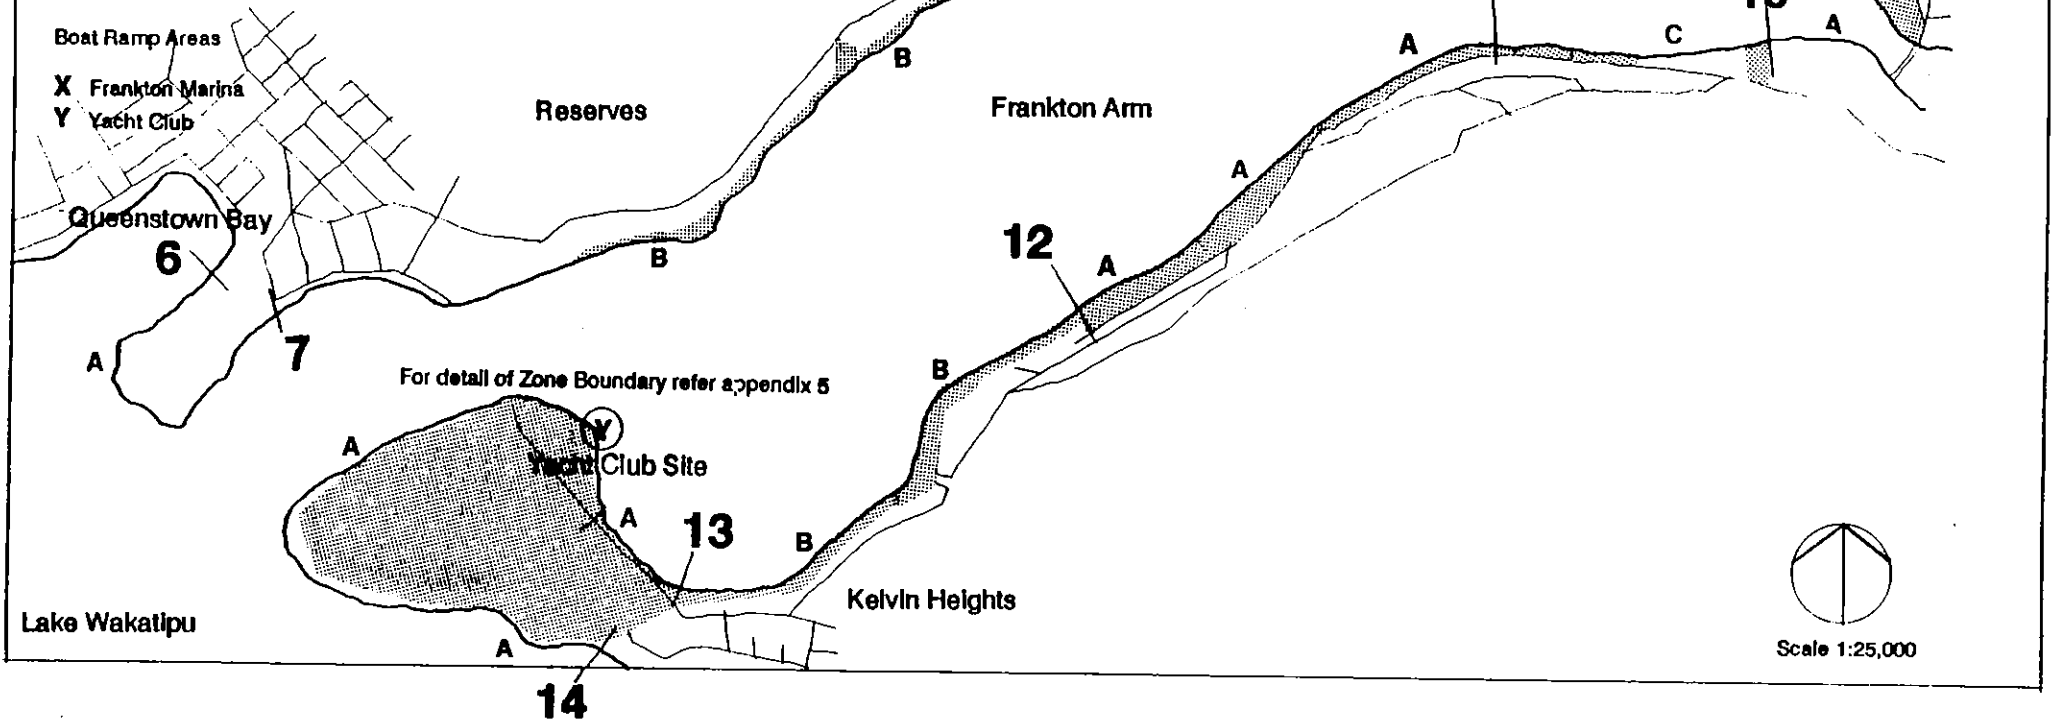 Boat Ramp Areas
X Frankton Marina
Y Yacht Club
Reserves
Frankton Arm
B
A
C
A
A
Queenstown Bay
6
B
12
A
7
A
B
For detail of Zone Boundary refer appendix 5
Y
A
Yacht Club Site
A
13
B
Kelvin Heights
Lake Wakatipu
A
14
Scale 1:25,000